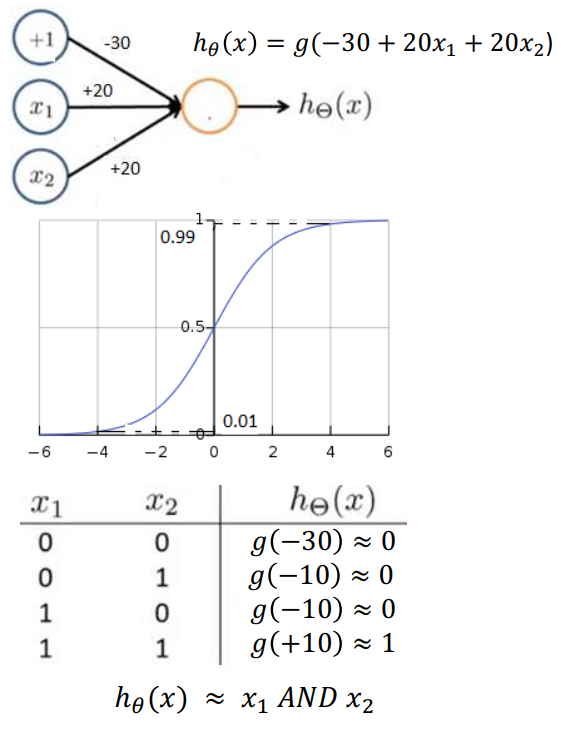 +1
-30
hθ(x) = g(−30 + 20x₁ + 20x₂)
+20
x₁
hΘ(x)
+20
x₂
1
0.99
0.5
0.01
0
−6 −4 −2 0 2 4 6
x₁ x₂ hΘ(x)
0 0 g(−30) ≈ 0
0 1 g(−10) ≈ 0
1 0 g(−10) ≈ 0
1 1 g(+10) ≈ 1
hθ(x) ≈ x₁ AND x₂